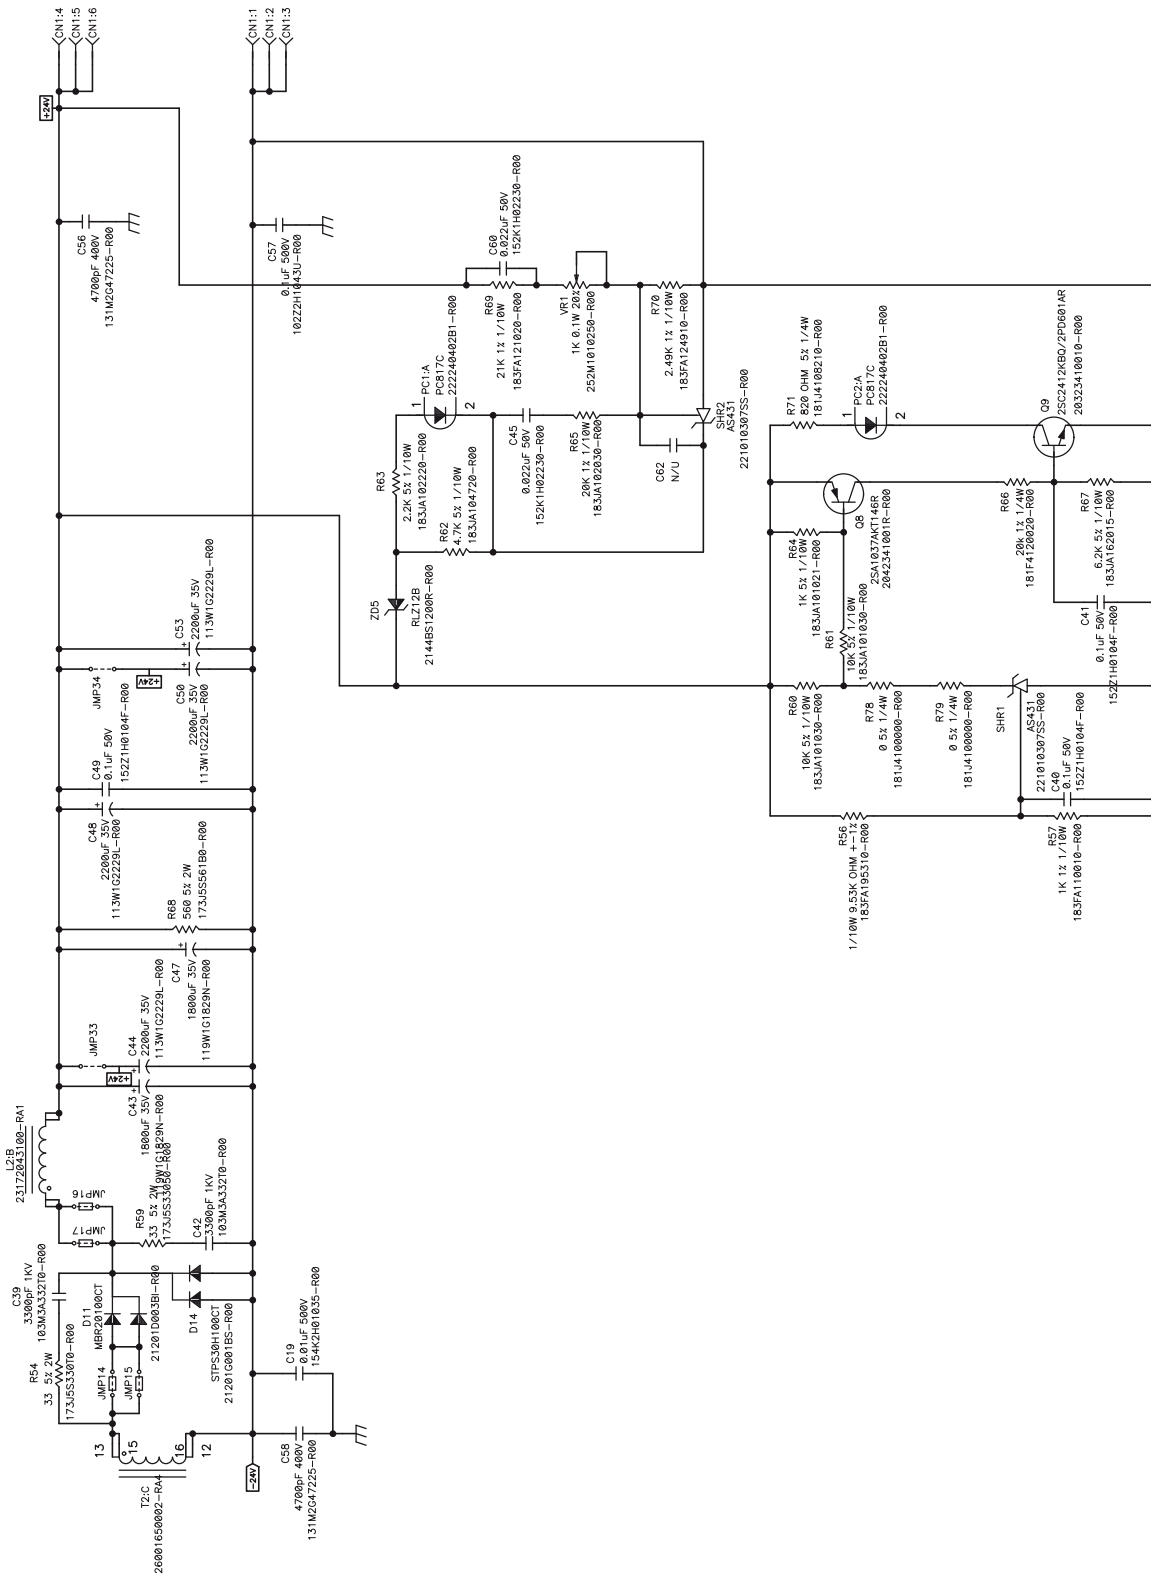 CN1:4
CN1:5
CN1:6
+24V
CN1:1
CN1:2
CN1:3
C56
4700pF 400V
131M2G47225-R00
C57
0.1uF 500V
102Z2H1043U-R00
C60
0.022uF 50V
152K1H02230-R00
R69
21K 1% 1/10W
183FA121020-R00
VR1
1K 0.1W 20%
252M1010250-R00
R70
2.49K 1% 1/10W
183FA124910-R00
PC1:A
PC817C
222240402B1-R00
1
2
C45
0.022uF 50V
152K1H02230-R00
R65
20K 1% 1/10W
183JA102030-R00
C62
N/U
SHR2
AS431
221010307SS-R00
R63
2.2K 5% 1/10W
183JA102220-R00
R62
4.7K 5% 1/10W
183JA104720-R00
ZD5
RLZ12B
2144BS1200R-R00
R71
820 OHM 5% 1/4W
181J4108210-R00
PC2:A
PC817C
222240402B1-R00
1
2
Q9
2SC2412KBQ/2PD601AR
20323410010-R00
Q8
2SA1037AKT146R
2042341001R-R00
R66
20k 1% 1/4W
181F4120020-R00
R67
6.2K 5% 1/10W
183JA162015-R00
R64
1K 5% 1/10W
183JA101021-R00
R61
10K 5% 1/10W
183JA101030-R00
C41
0.1uF 50V
152Z1H0104F-R00
R60
10K 5% 1/10W
183JA101030-R00
R78
0 5% 1/4W
181J4100000-R00
R79
0 5% 1/4W
181J4100000-R00
SHR1
AS431
221010307SS-R00
C40
0.1uF 50V
152Z1H0104F-R00
R56
1/10W 9.53K OHM +-1%
183FA195310-R00
R57
1K 1% 1/10W
183FA110010-R00
C53
2200uF 35V
113W1G2229L-R00
JMP34
+24V
C50
2200uF 35V
113W1G2229L-R00
C49
0.1uF 50V
152Z1H0104F-R00
C48
2200uF 35V
113W1G2229L-R00
R68
560 5% 2W
173J5S561B0-R00
C47
1800uF 35V
119W1G1829N-R00
JMP33
+24V
C44
2200uF 35V
113W1G2229L-R00
C43
1800uF 35V
119W1G1829N-R00
L2:B
23172043100-RA1
JMP16
JMP17
R59
33 5% 2W
173J5S33050-R00
C42
3300pF 1KV
103M3A332T0-R00
C39
3300pF 1KV
103M3A332T0-R00
R54
33 5% 2W
173J5S330T0-R00
D11
MBR20100CT
21201D003BI-R00
D14
STPS30H100CT
21201G001BS-R00
JMP14
JMP15
C19
0.01uF 500V
154K2H01035-R00
C58
4700pF 400V
131M2G47225-R00
-24V
13
15
16
12
T2:C
26001650002-RA4